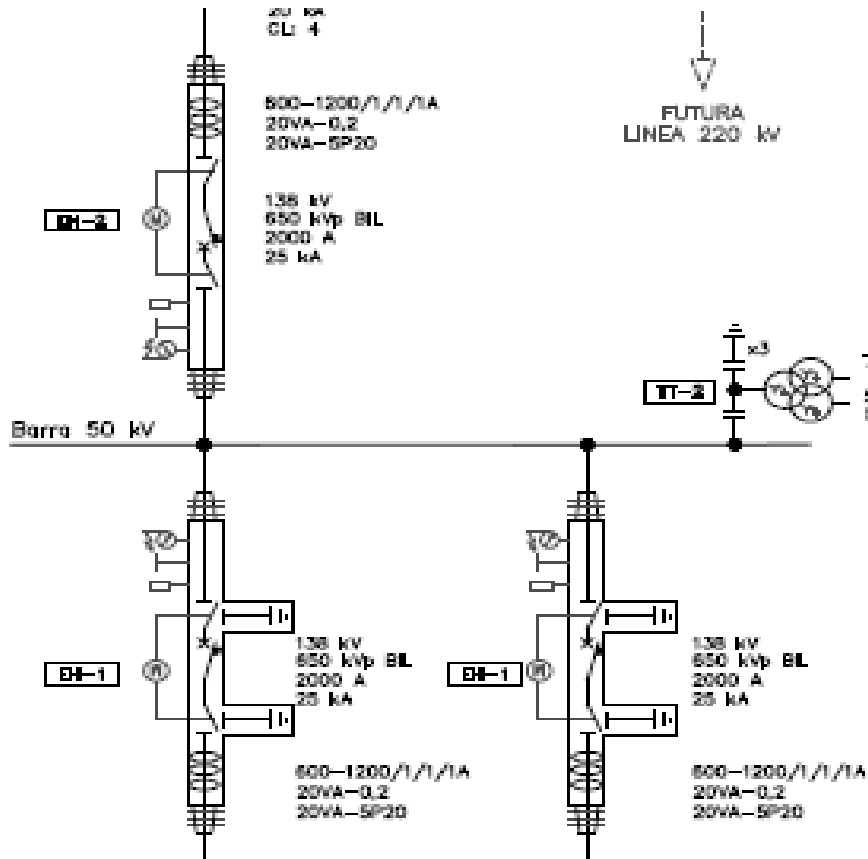 20 kA
CL: 4
600-1200/1/1/1A
20VA-0,2
20VA-5P20
FUTURA
LINEA 220 kV
138 kV
650 kVp BIL
2000 A
25 kA
EH-2
M
x3
TT-2
Barra 50 kV
138 kV
650 kVp BIL
2000 A
25 kA
EH-1
M
138 kV
650 kVp BIL
2000 A
25 kA
EH-1
M
600-1200/1/1/1A
20VA-0,2
20VA-5P20
600-1200/1/1/1A
20VA-0,2
20VA-5P20